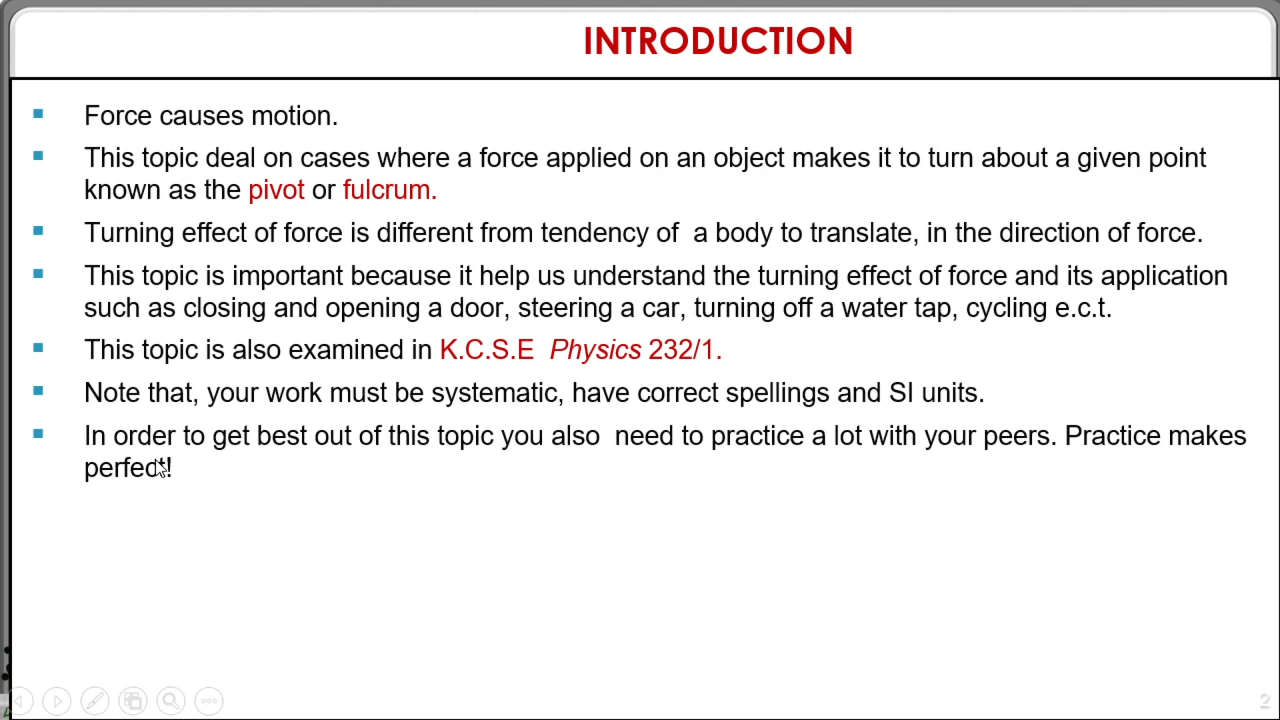 INTRODUCTION
Force causes motion.
This topic deal on cases where a force applied on an object makes it to turn about a given point
known as the pivot or fulcrum.
Turning effect of force is different from tendency of  a body to translate, in the direction of force.
This topic is important because it help us understand the turning effect of force and its application
such as closing and opening a door, steering a car, turning off a water tap, cycling e.c.t.
This topic is also examined in K.C.S.E  Physics 232/1.
Note that, your work must be systematic, have correct spellings and SI units.
In order to get best out of this topic you also  need to practice a lot with your peers. Practice makes
perfect!
2